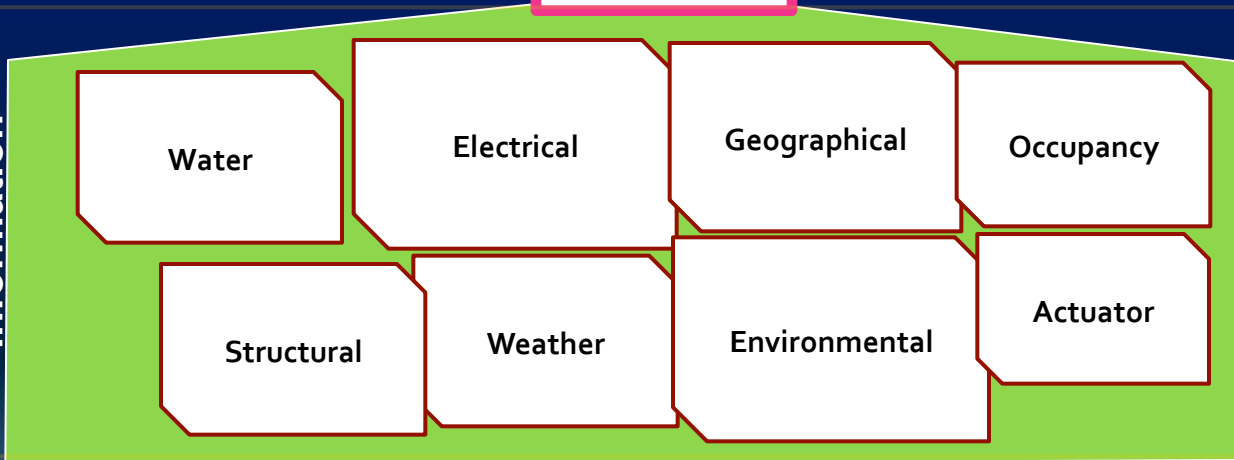 Water
Electrical
Geographical
Occupancy
Structural
Weather
Environmental
Actuator